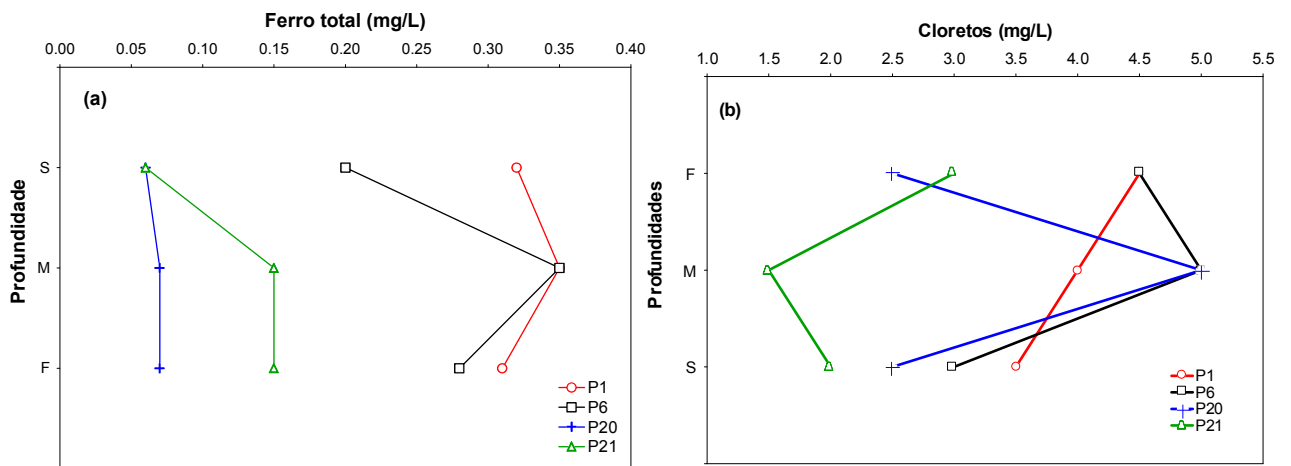 Ferro total (mg/L)
0.00 0.05 0.10 0.15 0.20 0.25 0.30 0.35 0.40
(a)
Profundidade
S
M
F
P1
P6
P20
P21
Cloretos (mg/L)
1.0 1.5 2.0 2.5 3.0 3.5 4.0 4.5 5.0 5.5
(b)
Profundidades
F
M
S
P1
P6
P20
P21